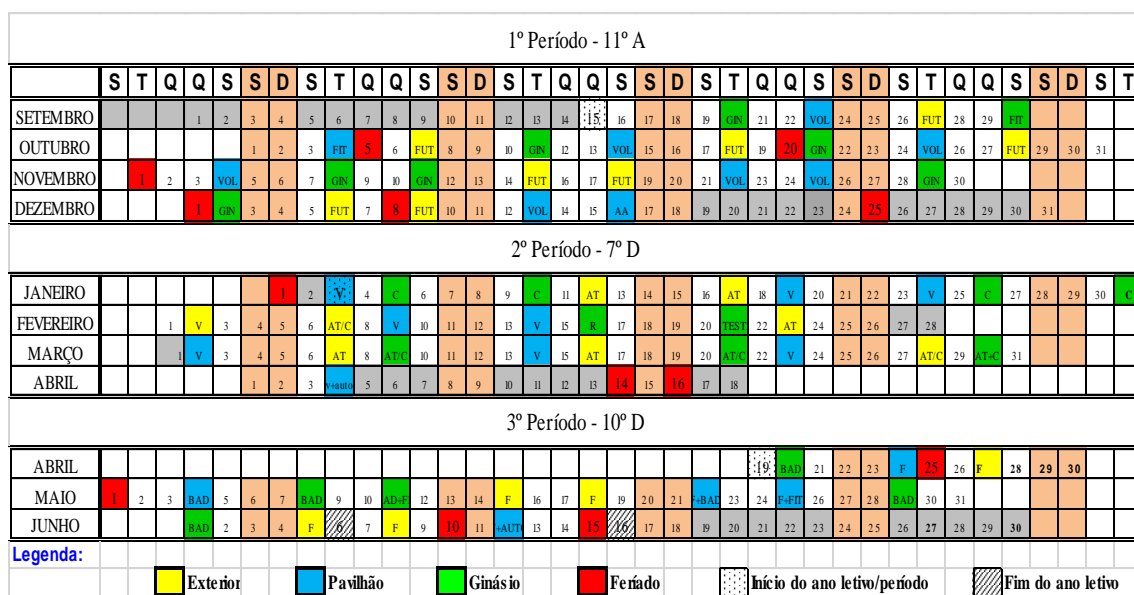 1º Período - 11º A
S T Q Q S S D S T Q Q S S D S T Q Q S S D S T Q Q S S D S T Q Q S S D S T
SETEMBRO 1 2 3 4 5 6 7 8 9 10 11 12 13 14 15 16 17 18 19 GIN 21 22 VOL 24 25 26 FUT 28 29 FIT
OUTUBRO 1 2 3 FIT 5 6 FUT 8 9 10 GIN 12 13 VOL 15 16 17 FUT 19 20 GIN 22 23 24 VOL 26 27 FUT 29 30 31
NOVEMBRO 1 2 3 VOL 5 6 7 GIN 9 10 GIN 12 13 14 FUT 16 17 FUT 19 20 21 VOL 23 24 VOL 26 27 28 GIN 30
DEZEMBRO 1 GIN 3 4 5 FUT 7 8 FUT 10 11 12 VOL 14 15 AA 17 18 19 20 21 22 23 24 25 26 27 28 29 30 31
2º Período - 7º D
JANEIRO 1 2 V 4 C 6 7 8 9 C 11 AT 13 14 15 16 AT 18 V 20 21 22 23 V 25 C 27 28 29 30 C
FEVEREIRO 1 V 3 4 5 6 AT/C 8 V 10 11 12 13 V 15 R 17 18 19 20 TEST 22 AT 24 25 26 27 28
MARÇO 1 V 3 4 5 6 AT 8 AT/C 10 11 12 13 V 15 AT 17 18 19 20 AT/C 22 V 24 25 26 27 AT/C 29 AT+C 31
ABRIL 1 2 3 v+auto 5 6 7 8 9 10 11 12 13 14 15 16 17 18
3º Período - 10º D
ABRIL 19 BAD 21 22 23 F 25 26 F 28 29 30
MAIO 1 2 3 BAD 5 6 7 BAD 9 10 AD+F 12 13 14 F 16 17 F 19 20 21 F+BAD 23 24 F+FIT 26 27 28 BAD 30 31
JUNHO BAD 2 3 4 F 6 7 F 9 10 11 +AUTO 13 14 15 16 17 18 19 20 21 22 23 24 25 26 27 28 29 30
Legenda:
Exterior Pavilhão Ginásio Feriado Início do ano letivo/período Fim do ano letivo